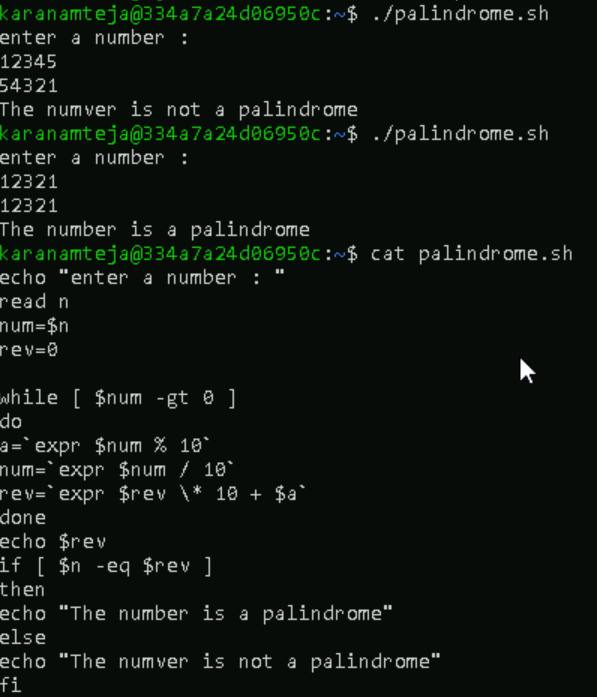 karanamteja@334a7a24d06950c:~$ ./palindrome.sh
enter a number :
12345
54321
The numver is not a palindrome
karanamteja@334a7a24d06950c:~$ ./palindrome.sh
enter a number :
12321
12321
The number is a palindrome
karanamteja@334a7a24d06950c:~$ cat palindrome.sh
echo "enter a number : "
read n
num=$n
rev=0
while [ $num -gt 0 ]
do
a=`expr $num % 10`
num=`expr $num / 10`
rev=`expr $rev \* 10 + $a`
done
echo $rev
if [ $n -eq $rev ]
then
echo "The number is a palindrome"
else
echo "The numver is not a palindrome"
fi